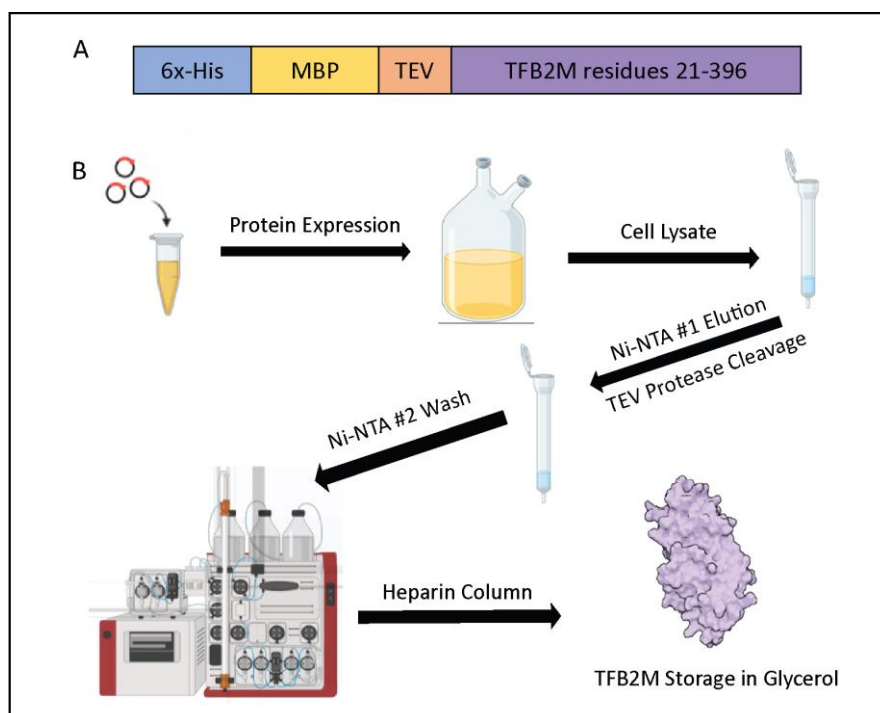 A
6x-His MBP TEV TFB2M residues 21-396
B
Protein Expression
Cell Lysate
Ni-NTA #1 Elution
TEV Protease Cleavage
Ni-NTA #2 Wash
Heparin Column
TFB2M Storage in Glycerol